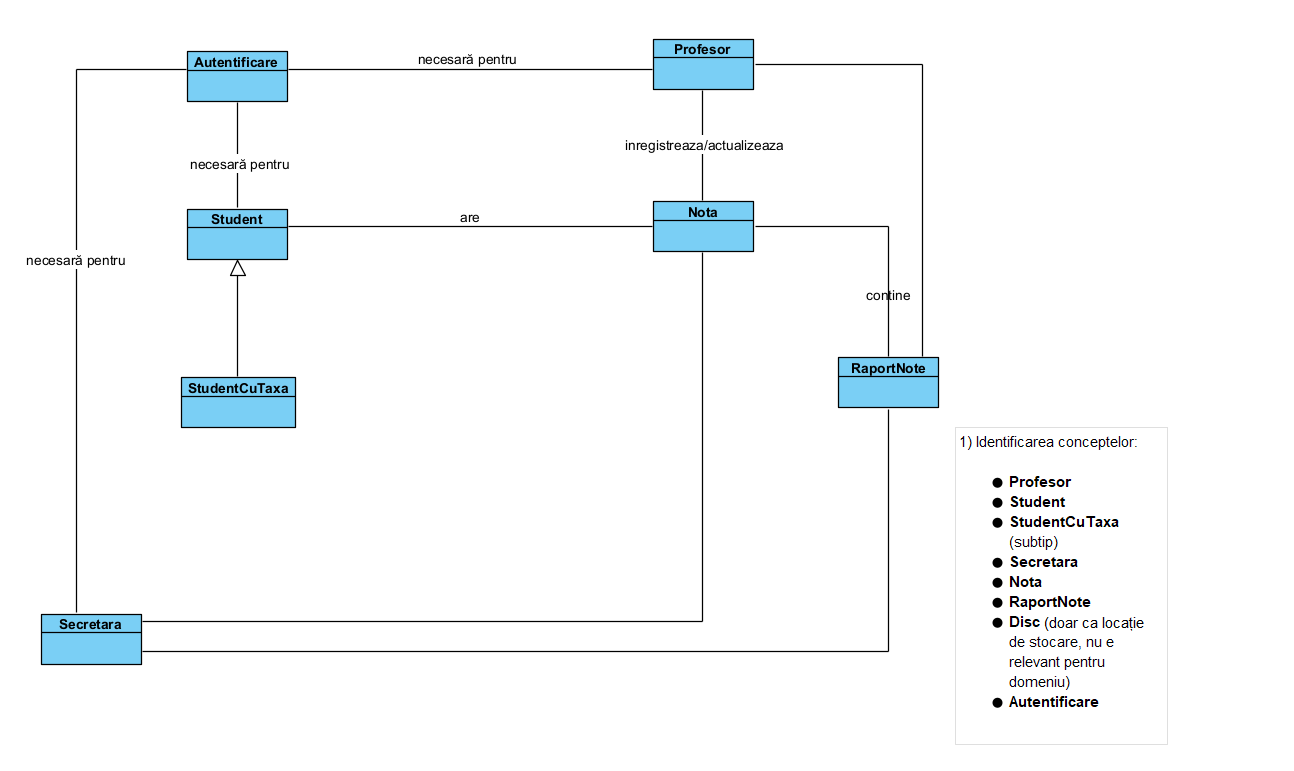 Profesor
Autentificare
necesară pentru
inregistreaza/actualizeaza
necesară pentru
Student
are
Nota
necesară pentru
contine
StudentCuTaxa
RaportNote
Secretara
1) Identificarea conceptelor:
● Profesor
● Student
● StudentCuTaxa
(subtip)
● Secretara
● Nota
● RaportNote
● Disc (doar ca locație
de stocare, nu e
relevant pentru
domeniu)
● Autentificare